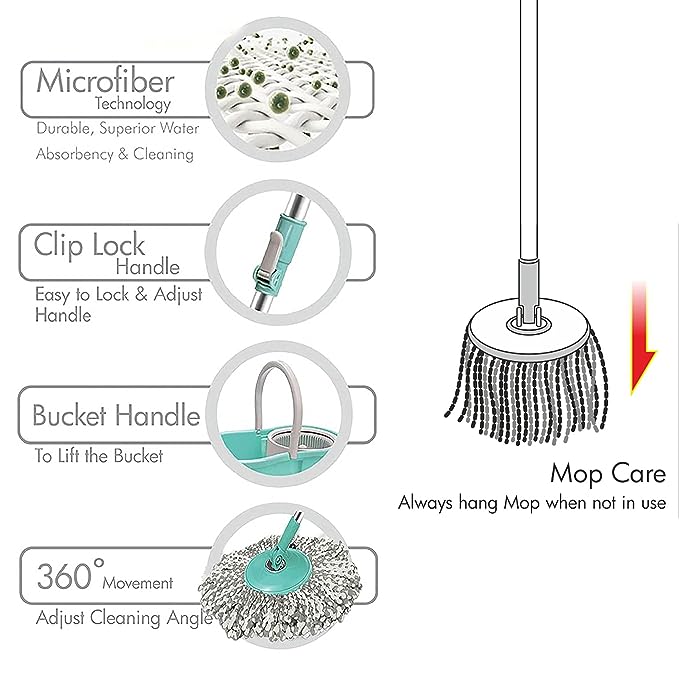 Microfiber
Technology
Durable, Superior Water
Absorbency & Cleaning
Clip Lock
Handle
Easy to Lock & Adjust
Handle
Bucket Handle
To Lift the Bucket
360° Movement
Adjust Cleaning Angle
Mop Care
Always hang Mop when not in use